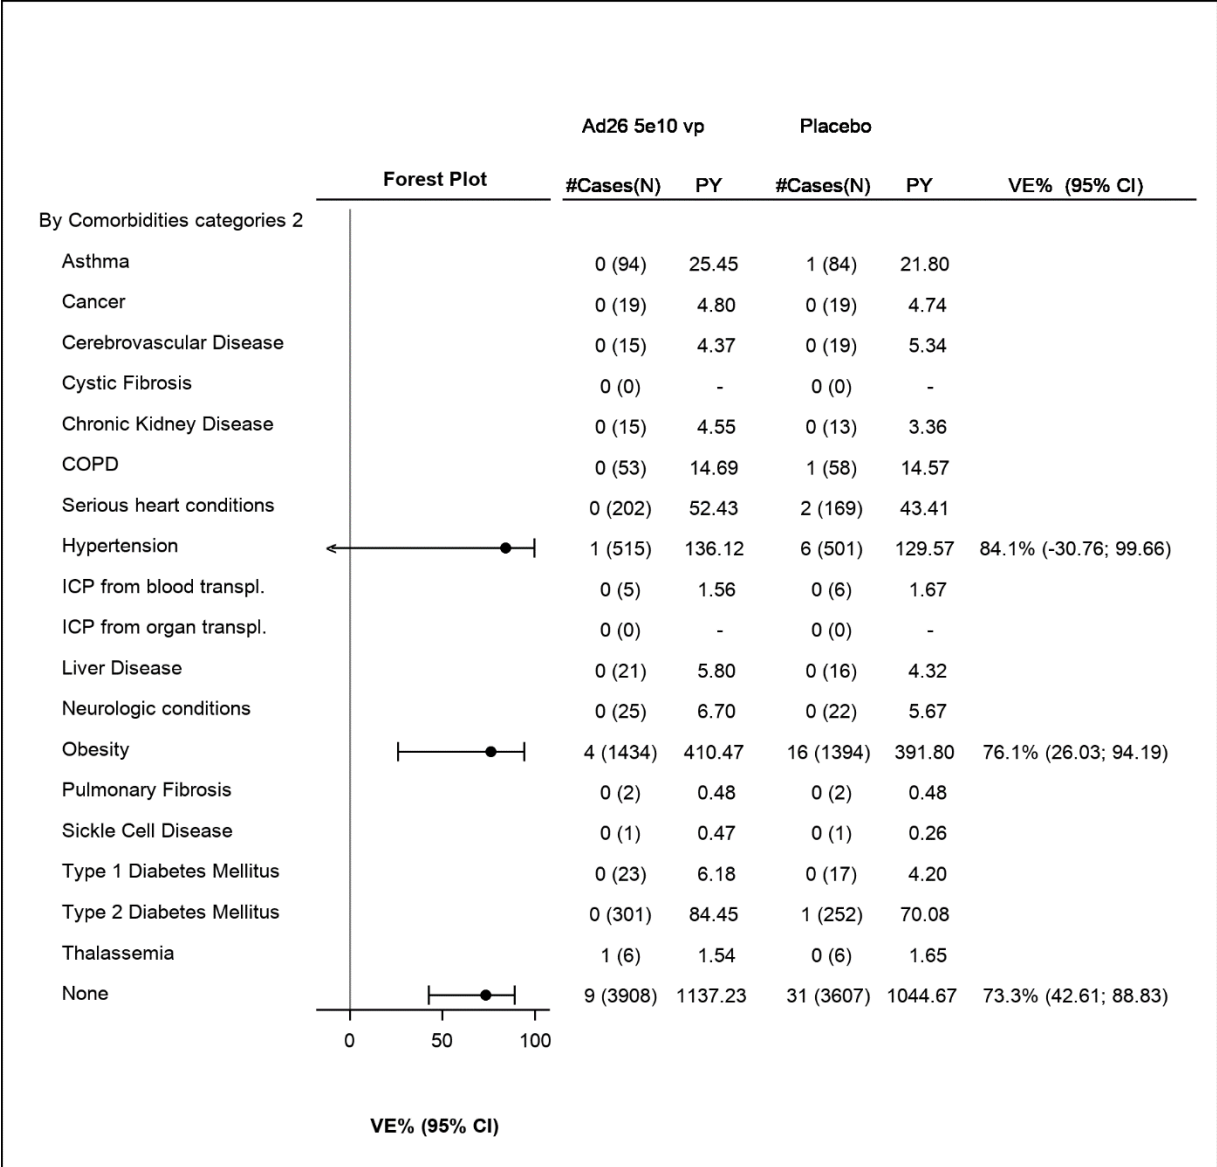 Ad26 5e10 vp Placebo
Forest Plot #Cases(N) PY #Cases(N) PY VE% (95% CI)
By Comorbidities categories 2
Asthma 0 (94) 25.45 1 (84) 21.80
Cancer 0 (19) 4.80 0 (19) 4.74
Cerebrovascular Disease 0 (15) 4.37 0 (19) 5.34
Cystic Fibrosis 0 (0) - 0 (0) -
Chronic Kidney Disease 0 (15) 4.55 0 (13) 3.36
COPD 0 (53) 14.69 1 (58) 14.57
Serious heart conditions 0 (202) 52.43 2 (169) 43.41
Hypertension 1 (515) 136.12 6 (501) 129.57 84.1% (-30.76; 99.66)
ICP from blood transpl. 0 (5) 1.56 0 (6) 1.67
ICP from organ transpl. 0 (0) - 0 (0) -
Liver Disease 0 (21) 5.80 0 (16) 4.32
Neurologic conditions 0 (25) 6.70 0 (22) 5.67
Obesity 4 (1434) 410.47 16 (1394) 391.80 76.1% (26.03; 94.19)
Pulmonary Fibrosis 0 (2) 0.48 0 (2) 0.48
Sickle Cell Disease 0 (1) 0.47 0 (1) 0.26
Type 1 Diabetes Mellitus 0 (23) 6.18 0 (17) 4.20
Type 2 Diabetes Mellitus 0 (301) 84.45 1 (252) 70.08
Thalassemia 1 (6) 1.54 0 (6) 1.65
None 9 (3908) 1137.23 31 (3607) 1044.67 73.3% (42.61; 88.83)
0 50 100
VE% (95% CI)